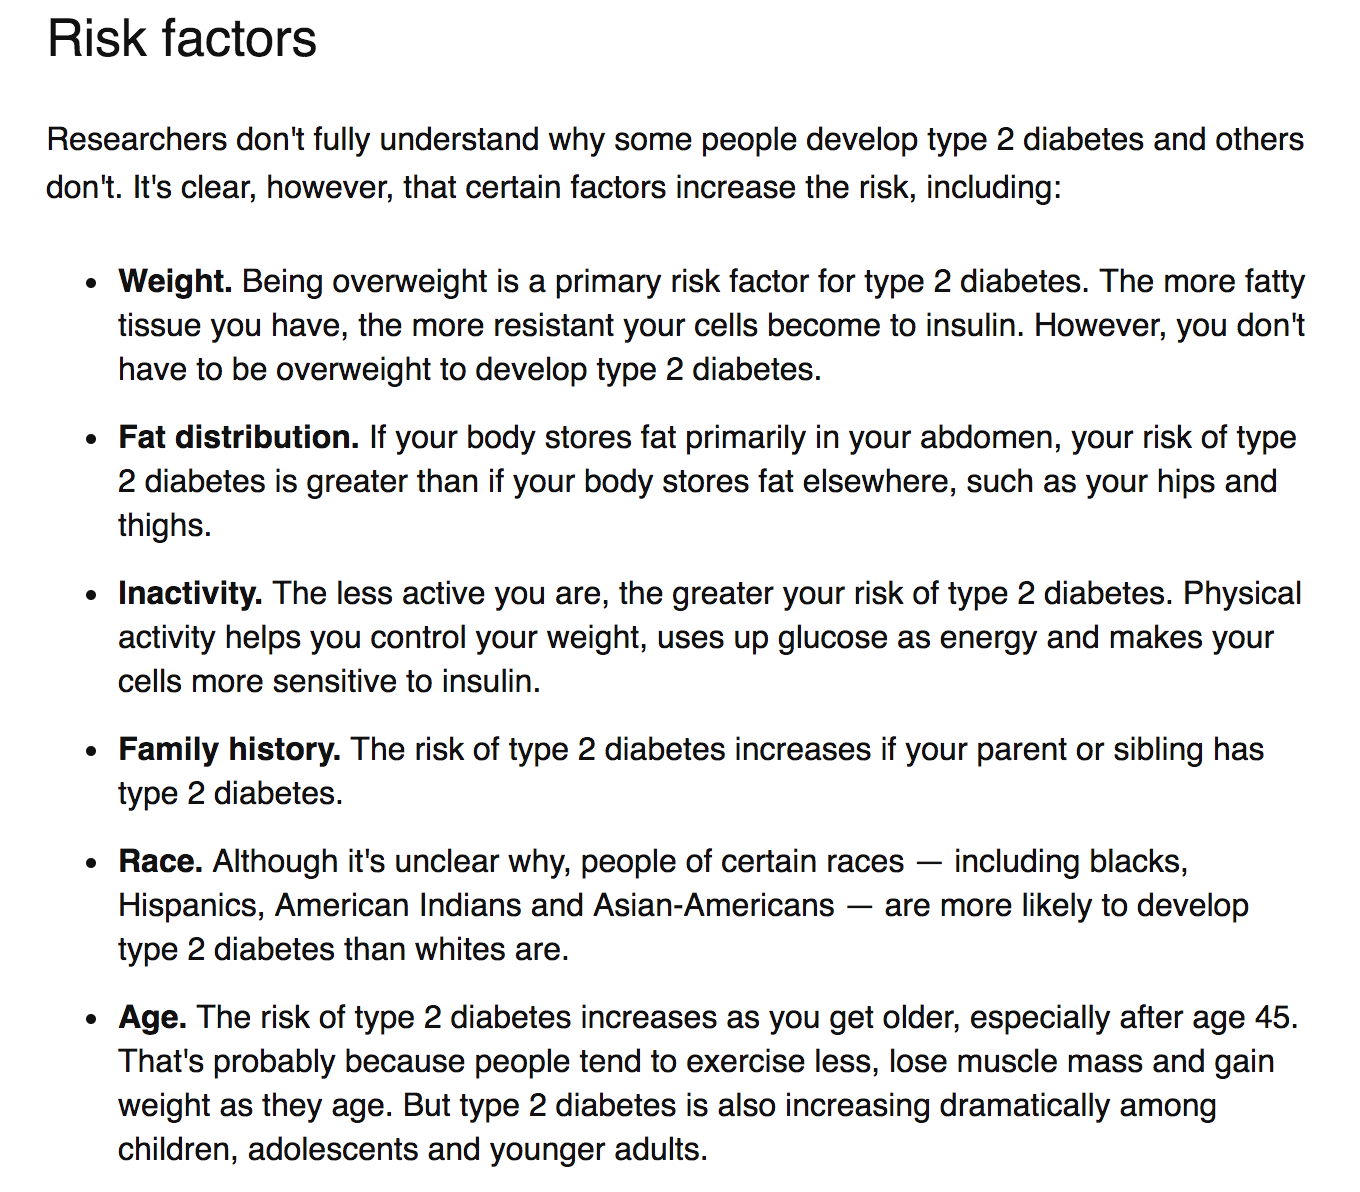 Risk factors
Researchers don't fully understand why some people develop type 2 diabetes and others
don't. It's clear, however, that certain factors increase the risk, including:
• Weight. Being overweight is a primary risk factor for type 2 diabetes. The more fatty
tissue you have, the more resistant your cells become to insulin. However, you don't
have to be overweight to develop type 2 diabetes.
• Fat distribution. If your body stores fat primarily in your abdomen, your risk of type
2 diabetes is greater than if your body stores fat elsewhere, such as your hips and
thighs.
• Inactivity. The less active you are, the greater your risk of type 2 diabetes. Physical
activity helps you control your weight, uses up glucose as energy and makes your
cells more sensitive to insulin.
• Family history. The risk of type 2 diabetes increases if your parent or sibling has
type 2 diabetes.
• Race. Although it's unclear why, people of certain races — including blacks,
Hispanics, American Indians and Asian-Americans — are more likely to develop
type 2 diabetes than whites are.
• Age. The risk of type 2 diabetes increases as you get older, especially after age 45.
That's probably because people tend to exercise less, lose muscle mass and gain
weight as they age. But type 2 diabetes is also increasing dramatically among
children, adolescents and younger adults.